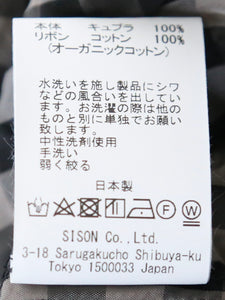 本体 キュプラ 100%
リボン コットン 100%
(オーガニックコットン)
水洗いを施し製品にシワ
などの風合いを出してい
ます。お洗濯の際は他の
ものと別に単独でお願い
致します。
中性洗剤使用
手洗い
弱く絞る
日本製
SISON Co.,Ltd.
3-18 Sarugakucho Shibuya-ku
Tokyo 1500033 Japan